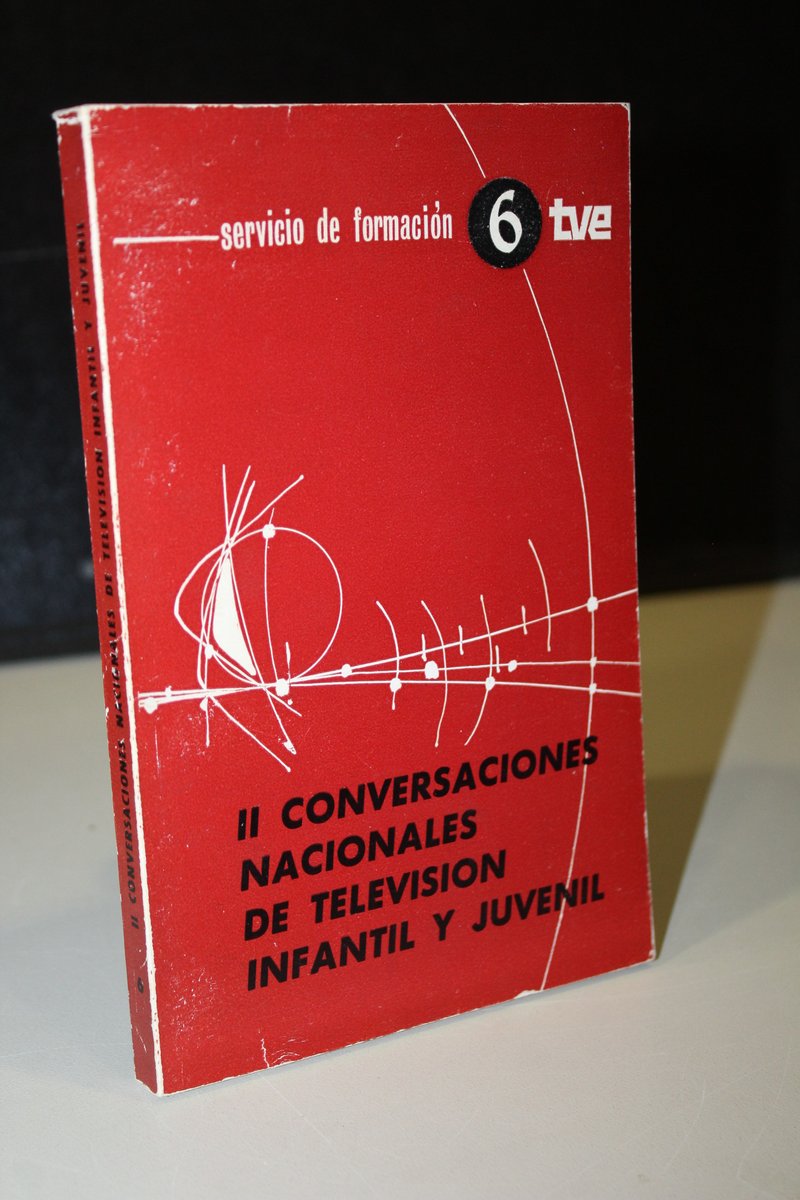 servicio de formación 6 tve
II CONVERSACIONES
NACIONALES
DE TELEVISION
INFANTIL Y JUVENIL
II CONVERSACIONES NACIONALES DE TELEVISION INFANTIL Y JUVENIL
6